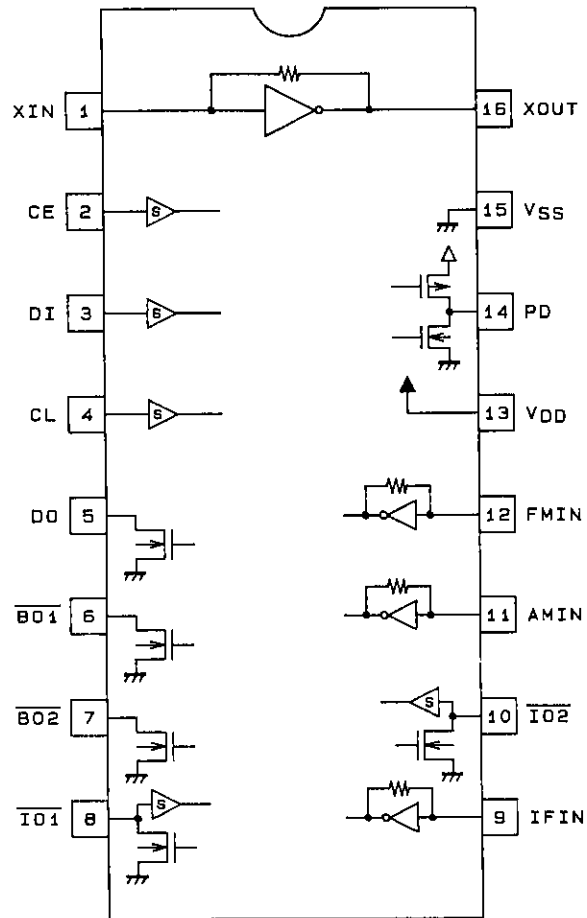 XIN 1 16 XOUT
CE 2 S 15 VSS
DI 3 S 14 PD
CL 4 S 13 VDD
DO 5 12 FMIN
BO1 6 11 AMIN
BO2 7 S 10 IO2
IO1 8 S 9 IFIN